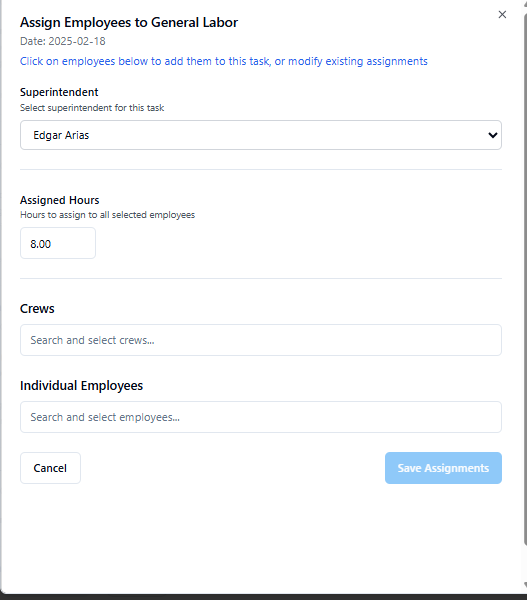 Assign Employees to General Labor
Date: 2025-02-18
Click on employees below to add them to this task, or modify existing assignments
Superintendent
Select superintendent for this task
Edgar Arias
Assigned Hours
Hours to assign to all selected employees
8.00
Crews
Search and select crews...
Individual Employees
Search and select employees...
Cancel
Save Assignments